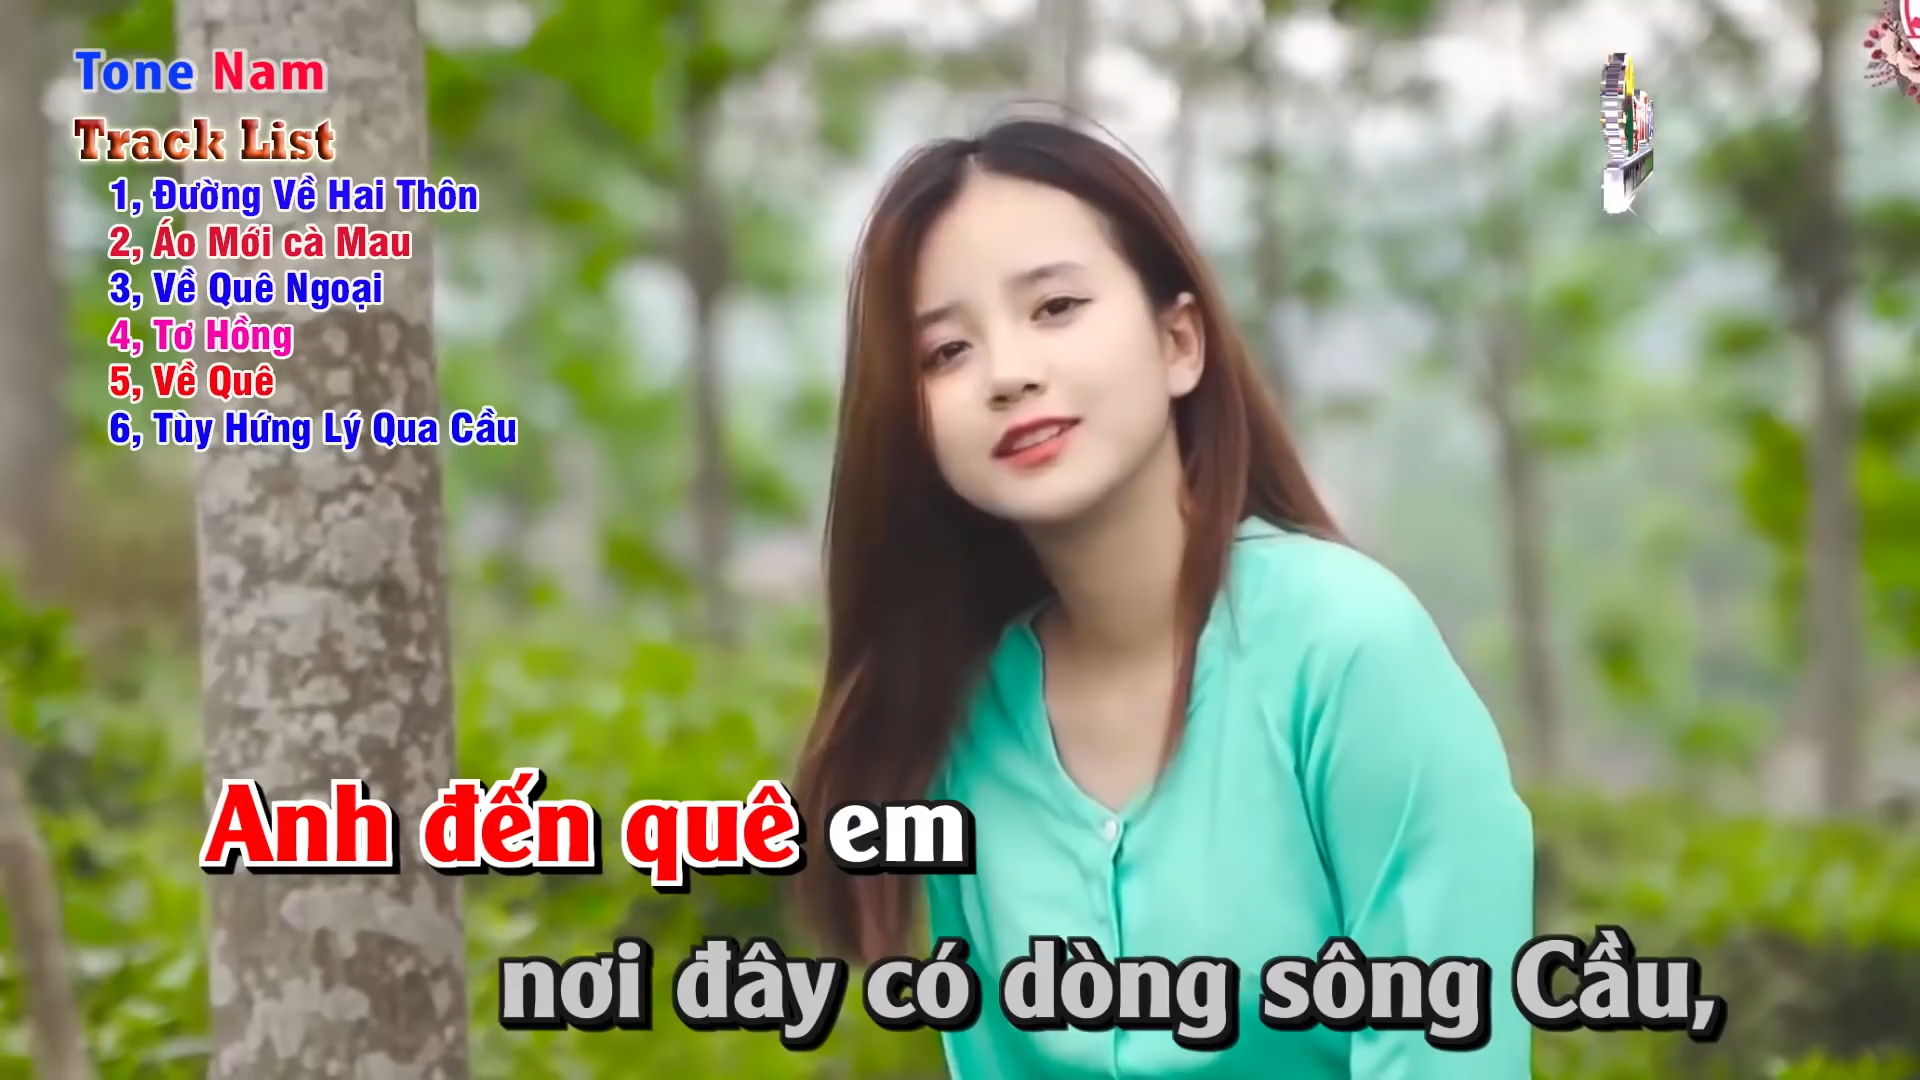 Tone Nam
Track List
1, Đường Về Hai Thôn
2, Áo Mới cà Mau
3, Về Quê Ngoại
4, Tơ Hồng
5, Về Quê
6, Tùy Hứng Lý Qua Cầu
Anh đến quê em
nơi đây có dòng sông Cầu,